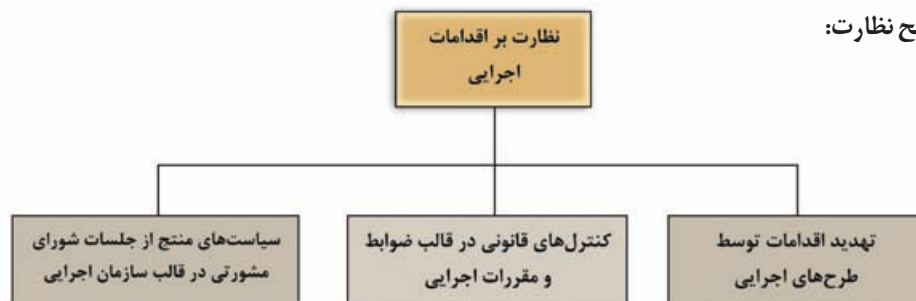 ح نظارت:
نظارت بر اقدامات
اجرایی
تهدید اقدامات توسط
طرح‌های اجرایی
کنترل‌های قانونی در قالب ضوابط
و مقررات اجرایی
سیاست‌های منتج از جلسات شورای
مشورتی در قالب سازمان اجرایی